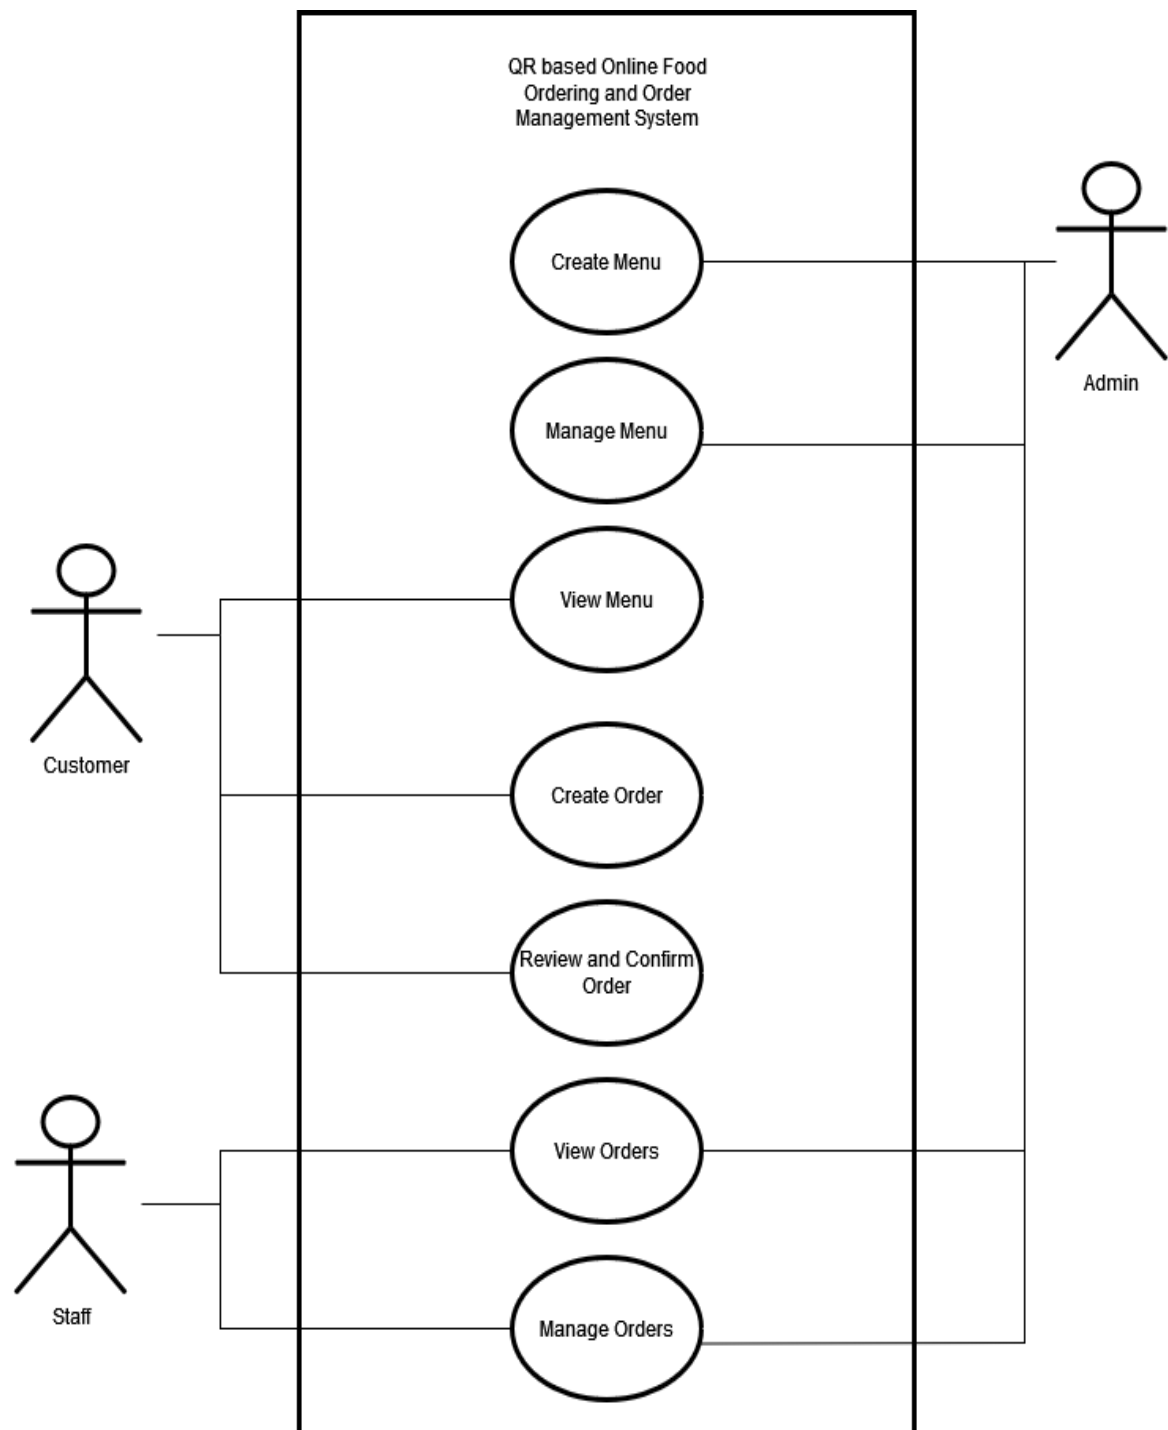 QR based Online Food
Ordering and Order
Management System
Create Menu
Admin
Manage Menu
View Menu
Customer
Create Order
Review and Confirm
Order
View Orders
Staff
Manage Orders